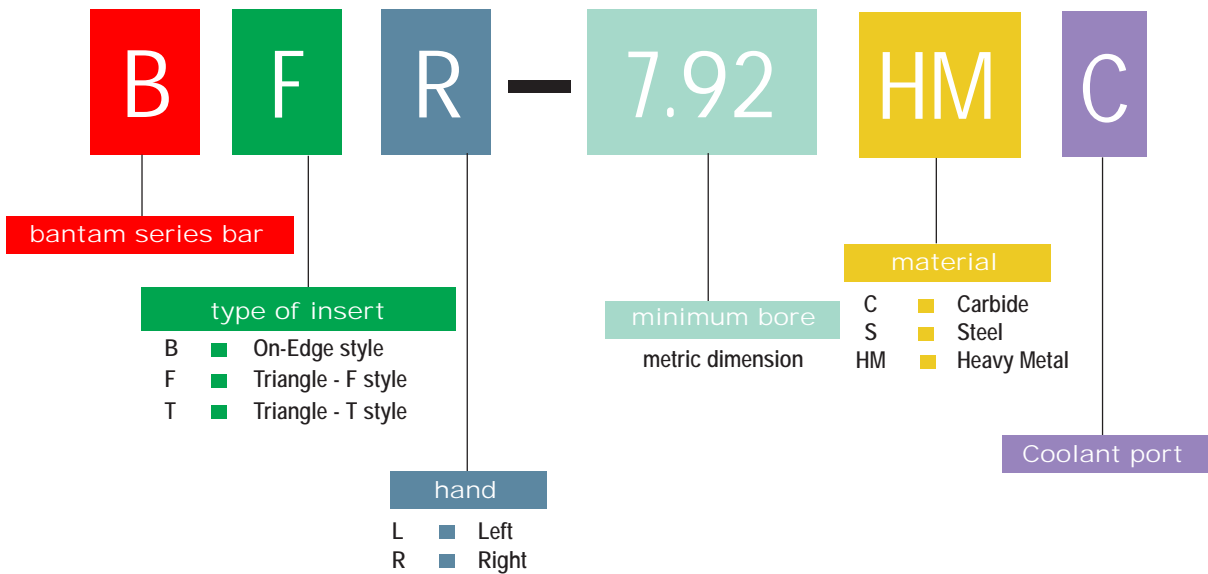 B F R – 7.92 HM C
bantam series bar
type of insert
B ■ On-Edge style
F ■ Triangle - F style
T ■ Triangle - T style
hand
L ■ Left
R ■ Right
minimum bore
metric dimension
material
C ■ Carbide
S ■ Steel
HM ■ Heavy Metal
Coolant port